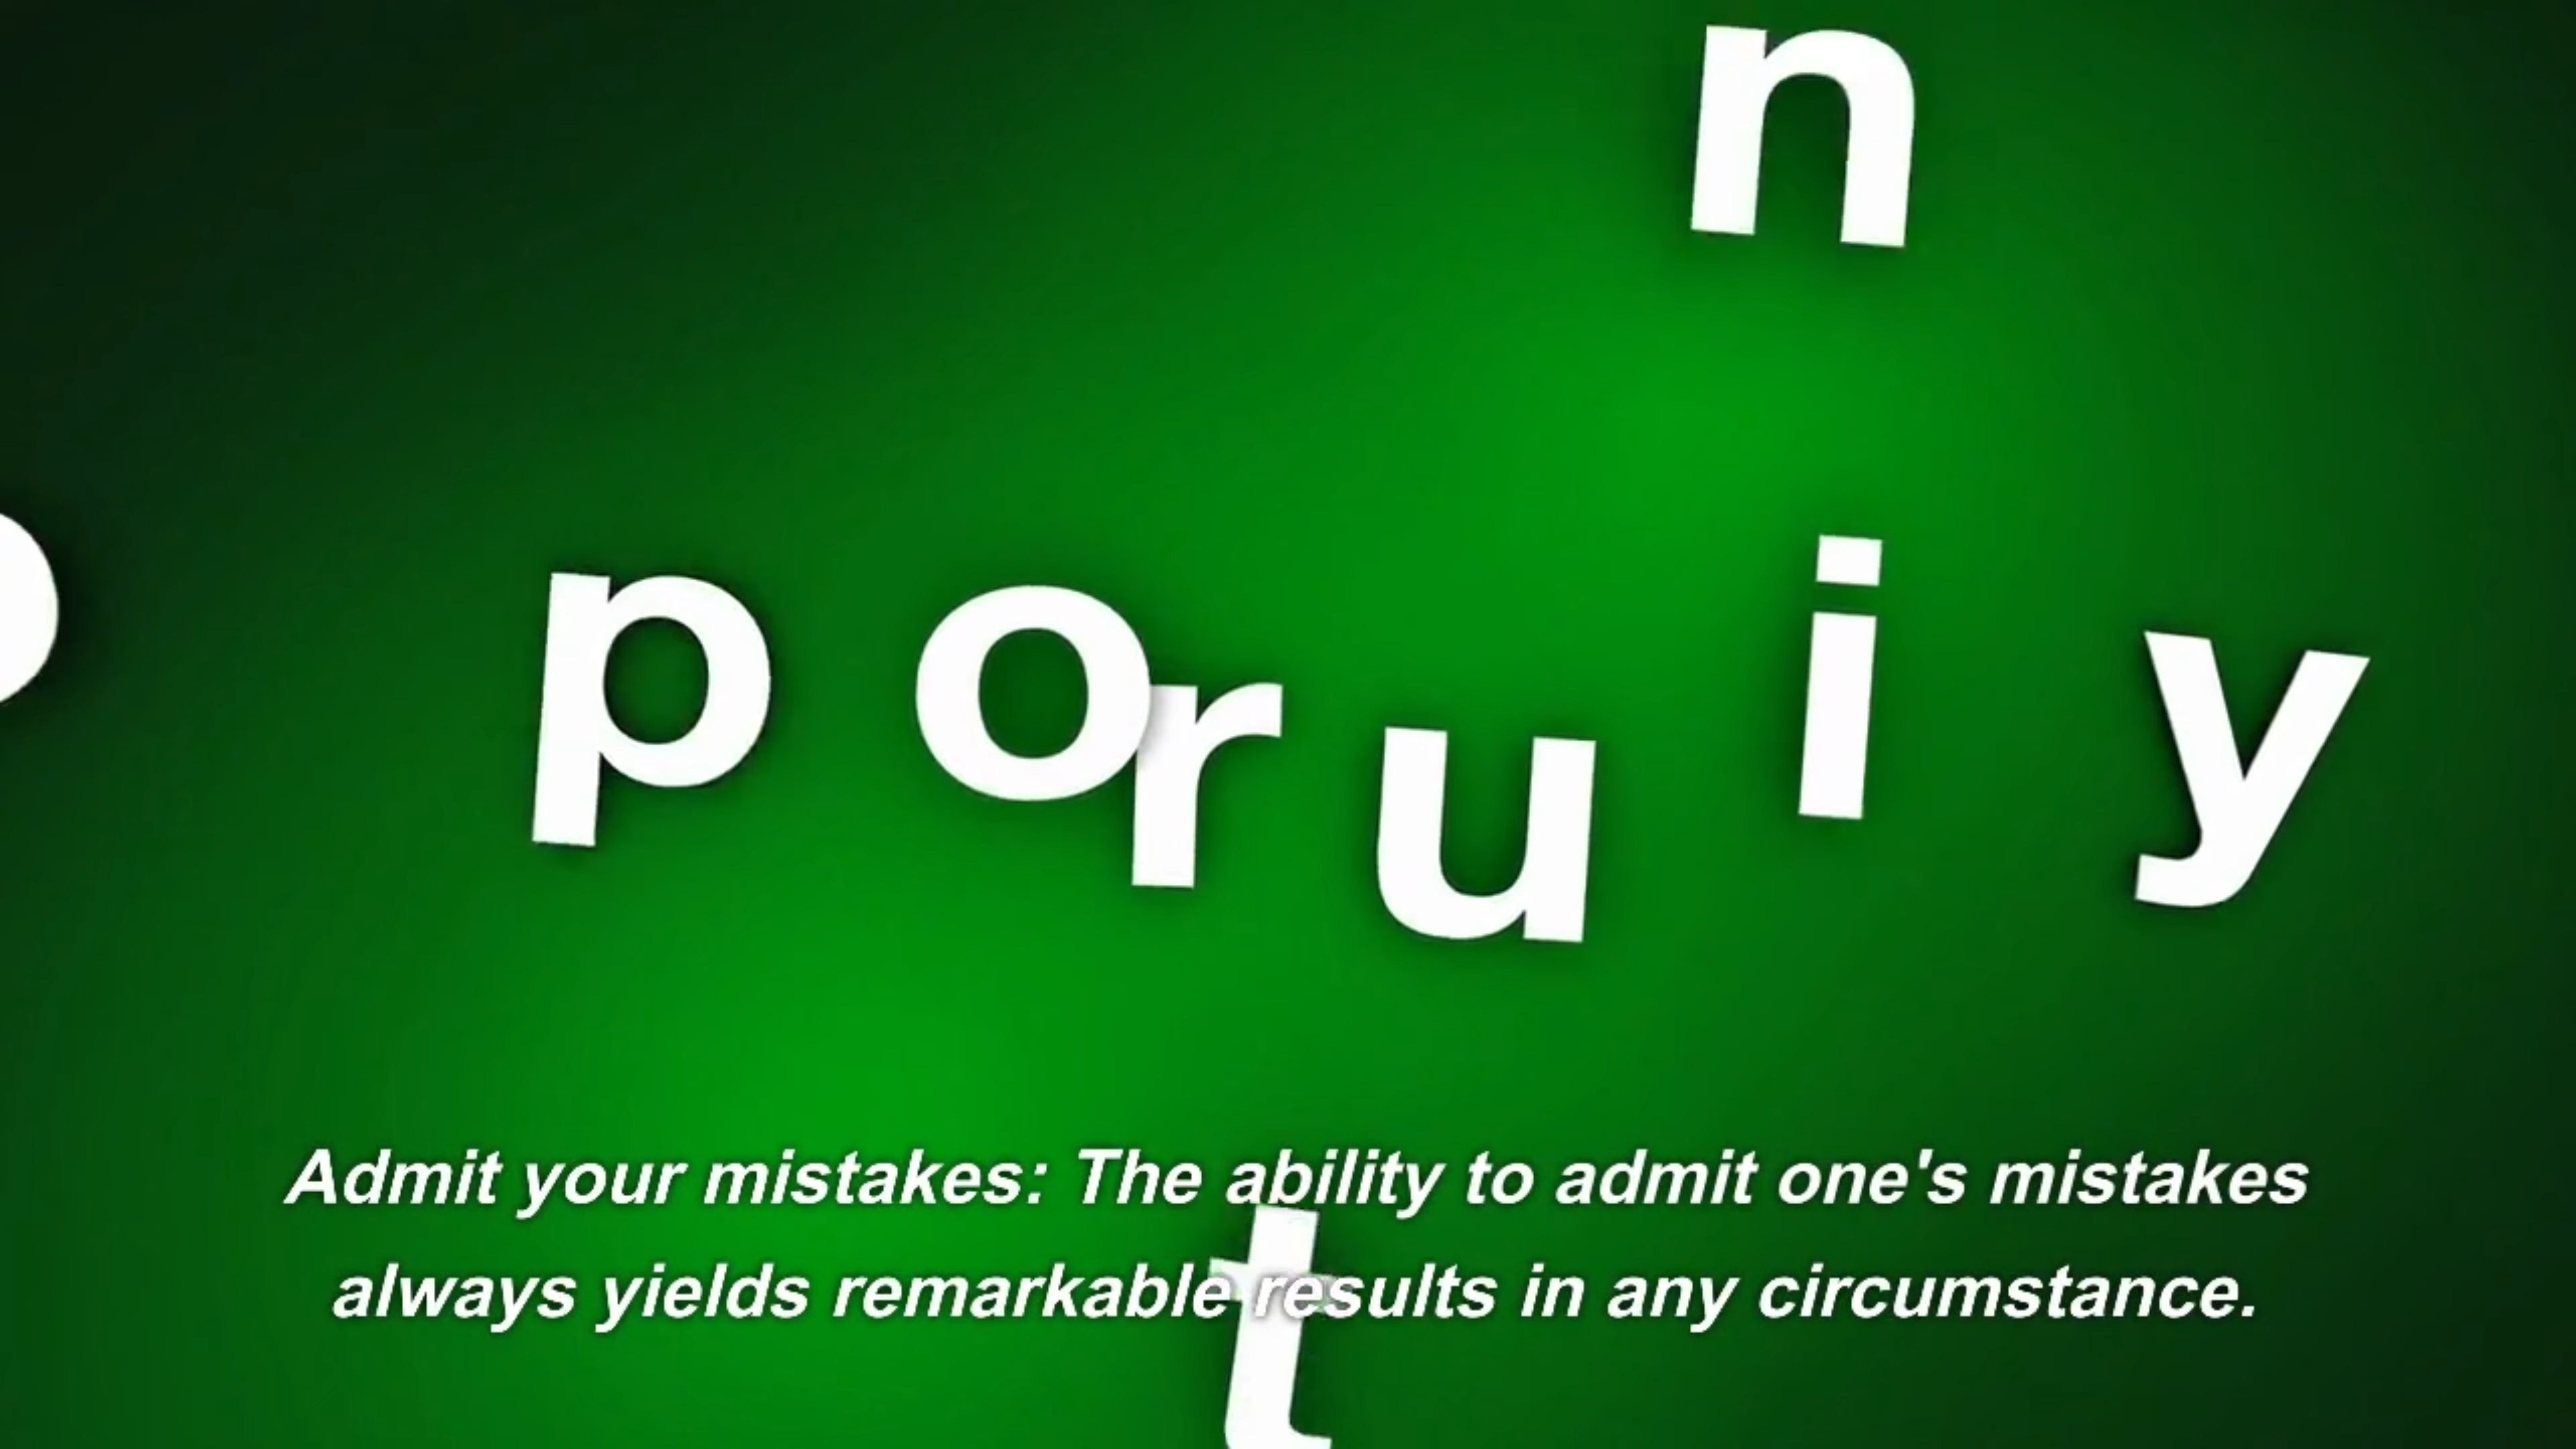 n
p o r u i y
Admit your mistakes: The ability to admit one's mistakes
always yields remarkable results in any circumstance.
t